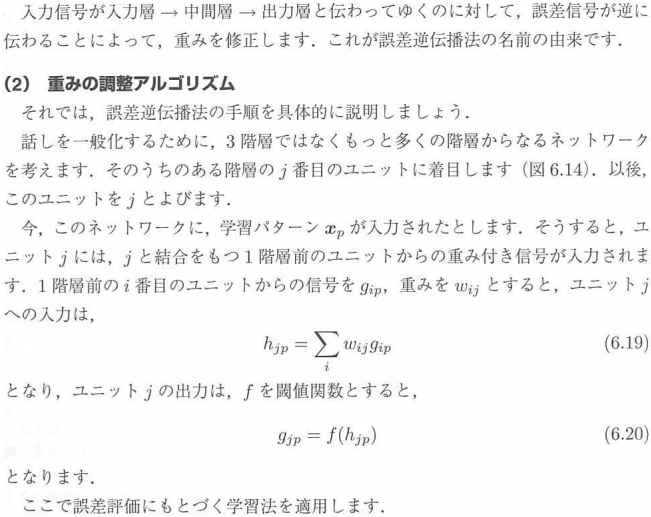 入力信号が入力層 → 中間層 → 出力層と伝わってゆくのに対して，誤差信号が逆に
伝わることによって，重みを修正します．これが誤差逆伝播法の名前の由来です．
（2） 重みの調整アルゴリズム
それでは，誤差逆伝播法の手順を具体的に説明しましょう．
話しを一般化するために，3 階層ではなくもっと多くの階層からなるネットワーク
を考えます．そのうちのある階層の j 番目のユニットに着目します（図 6.14）．以後，
このユニットを j とよびます．
今，このネットワークに，学習パターン x_p が入力されたとします．そうすると，ユ
ニット j には，j と結合をもつ 1 階層前のユニットからの重み付き信号が入力されま
す．1 階層前の i 番目のユニットからの信号を g_{ip}，重みを w_{ij} とすると，ユニット j
への入力は，
h_{jp} = \sum_i w_{ij} g_{ip} (6.19)
となり，ユニット j の出力は，f を閾値関数とすると，
g_{jp} = f(h_{jp}) (6.20)
となります．
ここで誤差評価にもとづく学習法を適用します．